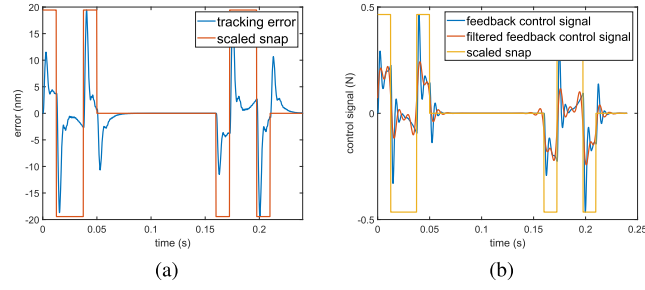 20
15
10
5
0
-5
-10
-15
-20
error (nm)
0
0.05
0.1
0.15
0.2
time (s)
tracking error
scaled snap
(a)
0.5
0
-0.5
control signal (N)
0
0.05
0.1
0.15
0.2
0.25
time (s)
feedback control signal
filtered feedback control signal
scaled snap
(b)